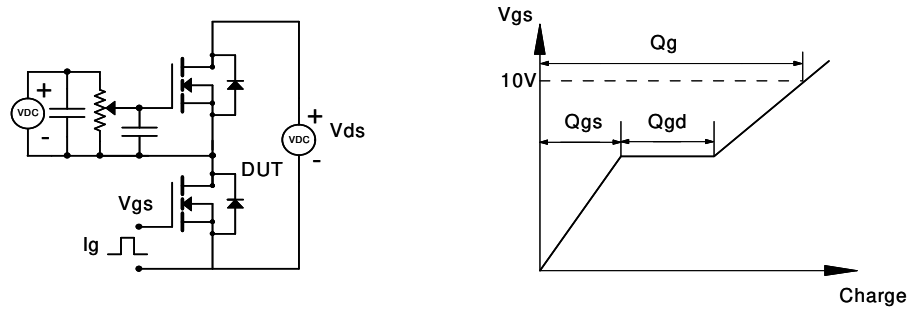 VDC
+
-
VDC
+
-
Vds
DUT
Vgs
Ig
Vgs
Qg
10V
Qgs
Qgd
Charge